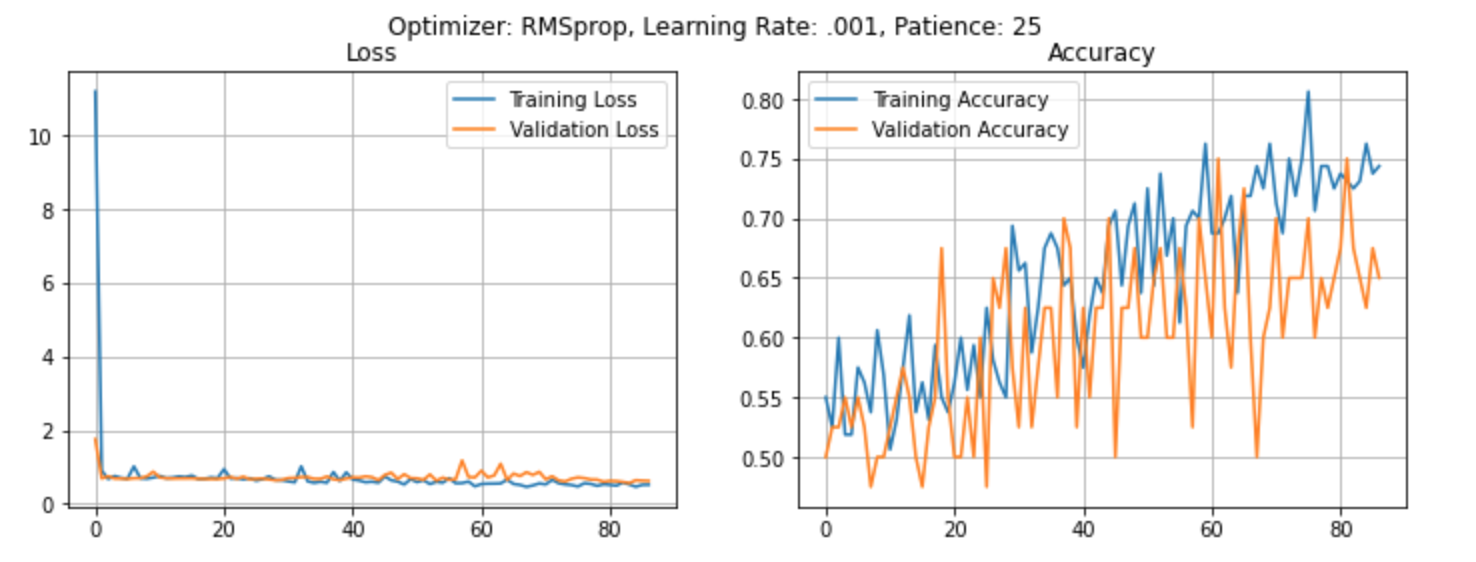 Optimizer: RMSprop, Learning Rate: .001, Patience: 25
Loss
Training Loss
Validation Loss
10
8
6
4
2
0
0 20 40 60 80
Accuracy
Training Accuracy
Validation Accuracy
0.80
0.75
0.70
0.65
0.60
0.55
0.50
0 20 40 60 80